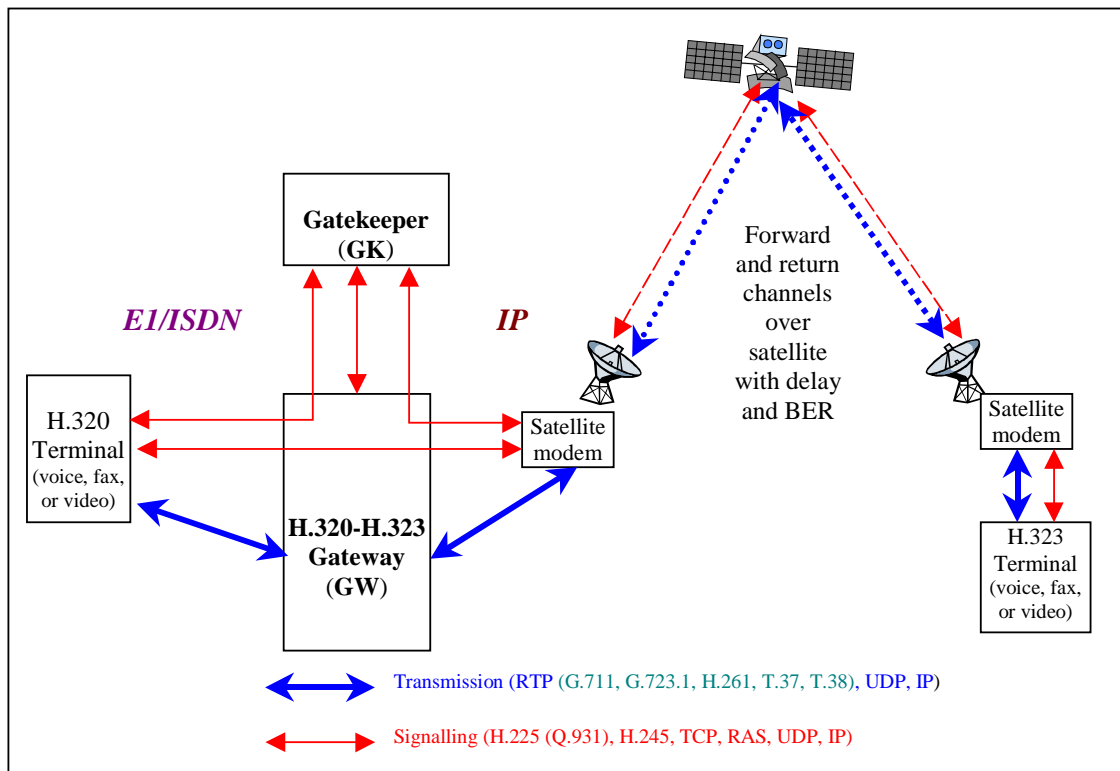 Gatekeeper
(GK)
E1/ISDN
IP
Forward
and return
channels
over
satellite
with delay
and BER
H.320
Terminal
(voice, fax,
or video)
H.320-H.323
Gateway
(GW)
Satellite
modem
Satellite
modem
H.323
Terminal
(voice, fax,
or video)
Transmission (RTP (G.711, G.723.1, H.261, T.37, T.38), UDP, IP)
Signalling (H.225 (Q.931), H.245, TCP, RAS, UDP, IP)